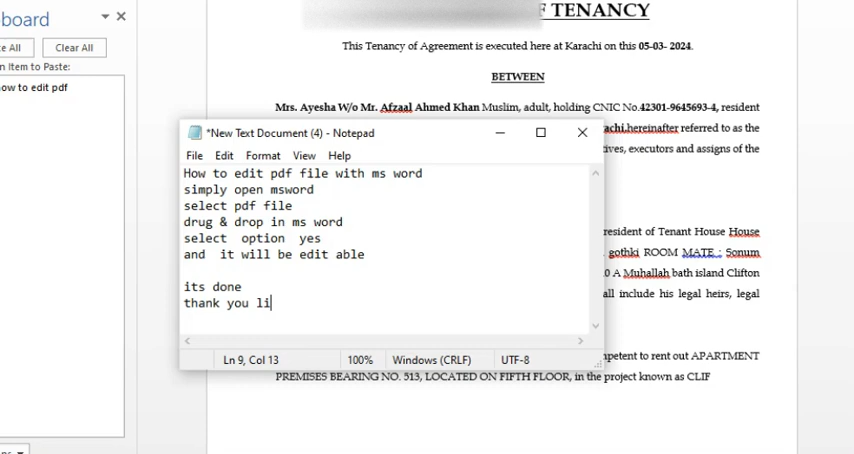 board
e All
Clear All
n Item to Paste:
ow to edit pdf
F TENANCY
This Tenancy of Agreement is executed here at Karachi on this 05-03- 2024.
BETWEEN
Mrs. Ayesha W/o Mr. Afzaal Ahmed Khan Muslim, adult, holding CNIC No.42301-9645693-4, resident
rachi,hereinafter referred to as the
tives, executors and assigns of the
*New Text Document (4) - Notepad
File Edit Format View Help
How to edit pdf file with ms word
simply open msword
select pdf file
drug & drop in ms word
select option yes
and it will be edit able
its done
thank you li
Ln 9, Col 13 100% Windows (CRLF) UTF-8
resident of Tenant House House
gothki ROOM MATE : Sonum
0 A Muhallah bath island Clifton
all include his legal heirs, legal
mpetent to rent out APARTMENT
PREMISES BEARING NO. 513, LOCATED ON FIFTH FLOOR, in the project known as CLIF